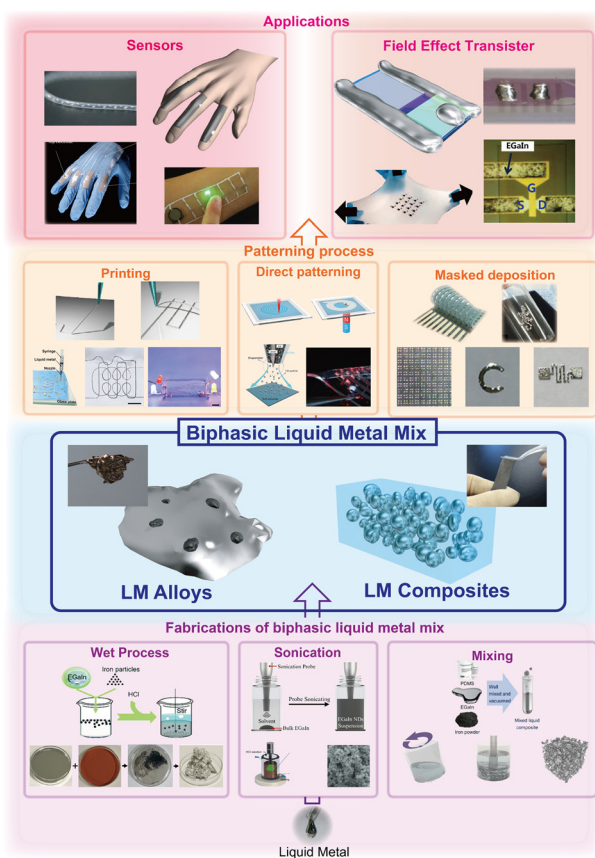 Applications
Sensors
Field Effect Transister
EGaIn
G
S
D
Patterning process
Printing
Direct patterning
Masked deposition
Syringe
Liquid metal
Nozzle
Glass plate
N
S
Biphasic Liquid Metal Mix
LM Alloys
LM Composites
Fabrications of biphasic liquid metal mix
Wet Process
Sonication
Mixing
EGaIn
Iron particles
HCl
Stir
Sonication Probe
Probe Sonicating
Solvent
Bulk EGaIn
EGaIn NDs
Suspension
PDMS
EGaIn
Iron powder
Well
mixed and
vacuumed
Mixed liquid
composite
Liquid Metal